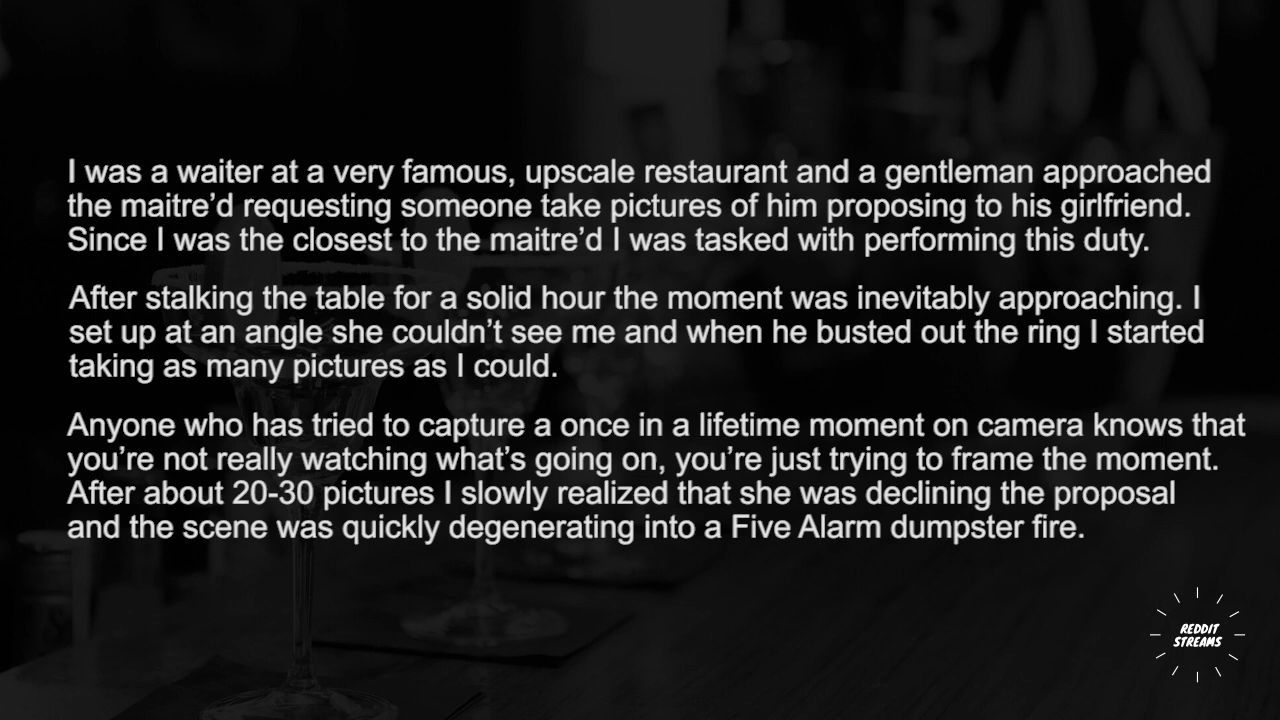 I was a waiter at a very famous, upscale restaurant and a gentleman approached
the maitre’d requesting someone take pictures of him proposing to his girlfriend.
Since I was the closest to the maitre’d I was tasked with performing this duty.
After stalking the table for a solid hour the moment was inevitably approaching. I
set up at an angle she couldn’t see me and when he busted out the ring I started
taking as many pictures as I could.
Anyone who has tried to capture a once in a lifetime moment on camera knows that
you’re not really watching what’s going on, you’re just trying to frame the moment.
After about 20-30 pictures I slowly realized that she was declining the proposal
and the scene was quickly degenerating into a Five Alarm dumpster fire.
REDDIT
STREAMS